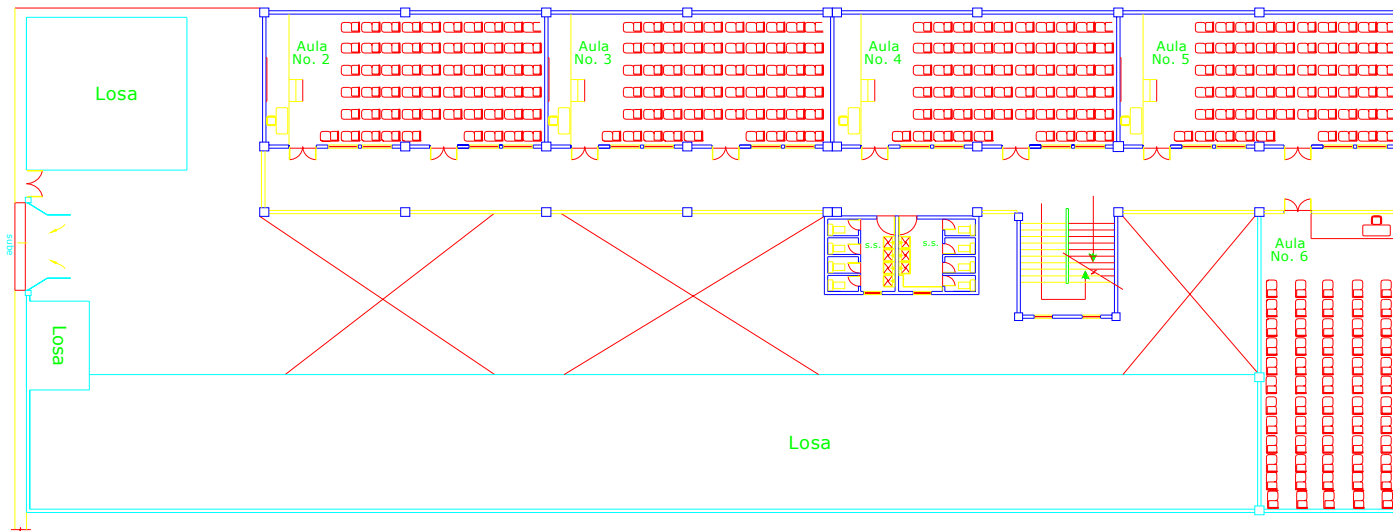 Aula
No. 2
Aula
No. 3
Aula
No. 4
Aula
No. 5
Losa
sube
s.s.
s.s.
Aula
No. 6
Losa
Losa